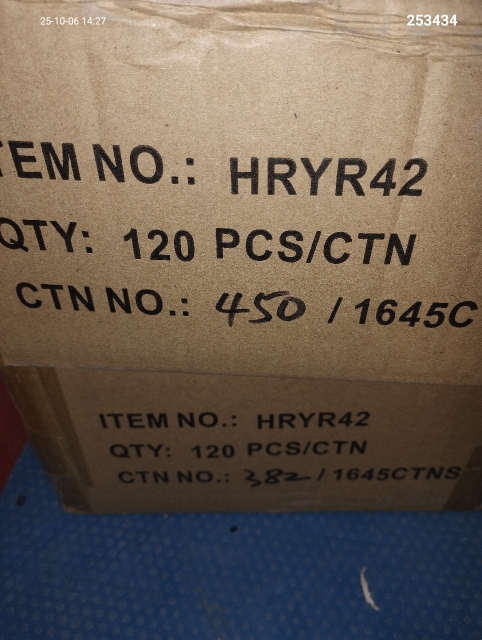 25-10-06 14:27
253434
TEM NO.: HRYR42
QTY: 120 PCS/CTN
CTN NO.: 450 / 1645C
ITEM NO.: HRYR42
QTY: 120 PCS/CTN
CTN NO.: 382 / 1645CTNS